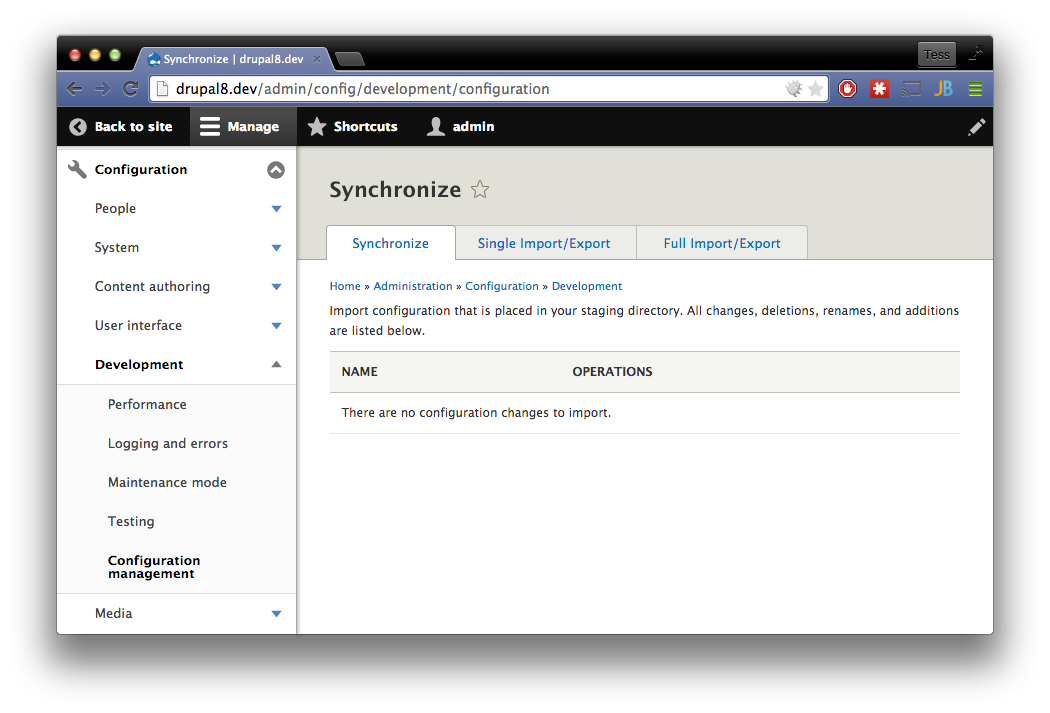 Synchronize | drupal8.dev
Tess
drupal8.dev/admin/config/development/configuration
JB
Back to site
Manage
Shortcuts
admin
Configuration
People
System
Content authoring
User interface
Development
Performance
Logging and errors
Maintenance mode
Testing
Configuration
management
Media
Synchronize
Synchronize
Single Import/Export
Full Import/Export
Home » Administration » Configuration » Development
Import configuration that is placed in your staging directory. All changes, deletions, renames, and additions
are listed below.
NAME OPERATIONS
There are no configuration changes to import.